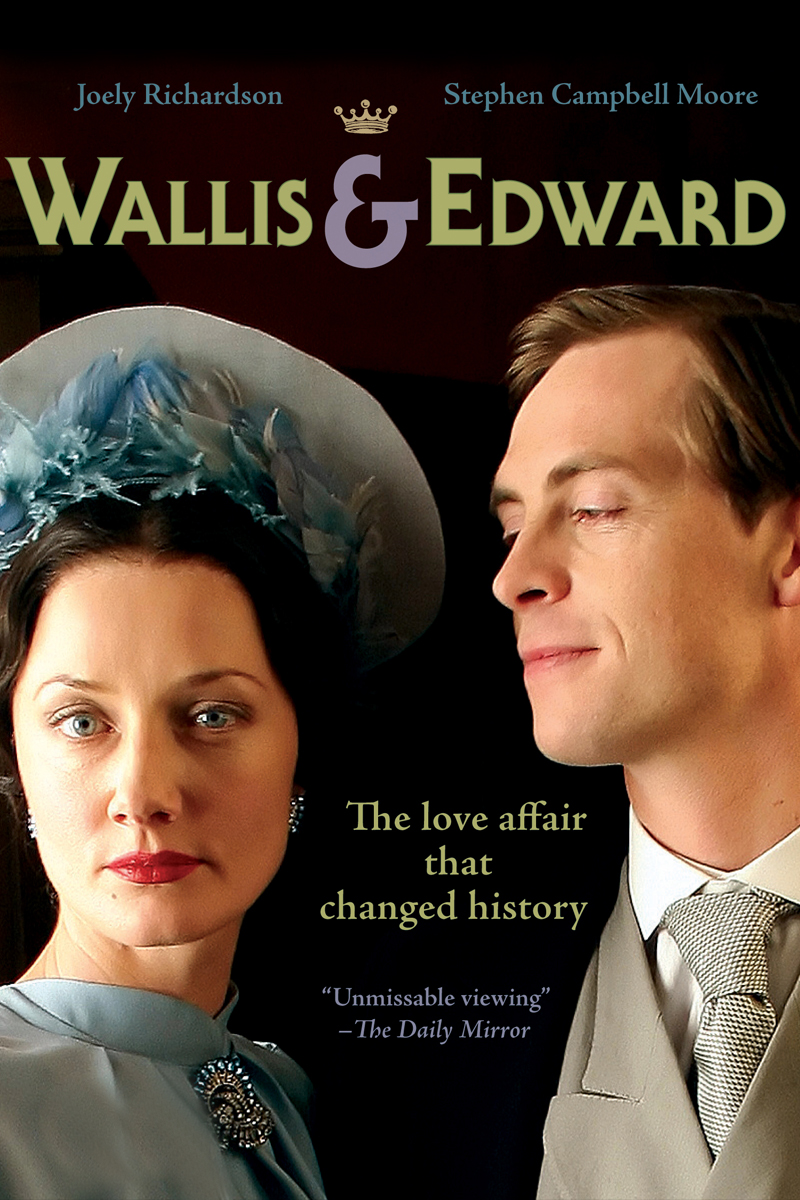 Joely Richardson
Stephen Campbell Moore
WALLIS & EDWARD
The love affair
that
changed history
“Unmissable viewing”
–The Daily Mirror